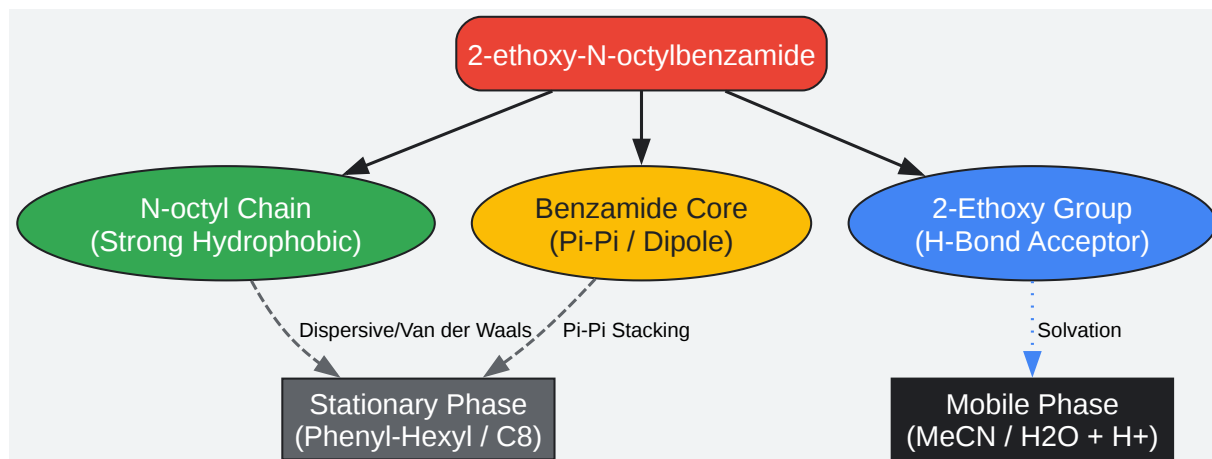 2-ethoxy-N-octylbenzamide
N-octyl Chain
(Strong Hydrophobic)
Benzamide Core
(Pi-Pi / Dipole)
2-Ethoxy Group
(H-Bond Acceptor)
Dispersive/Van der Waals
Pi-Pi Stacking
Solvation
Stationary Phase
(Phenyl-Hexyl / C8)
Mobile Phase
(MeCN / H2O + H+)